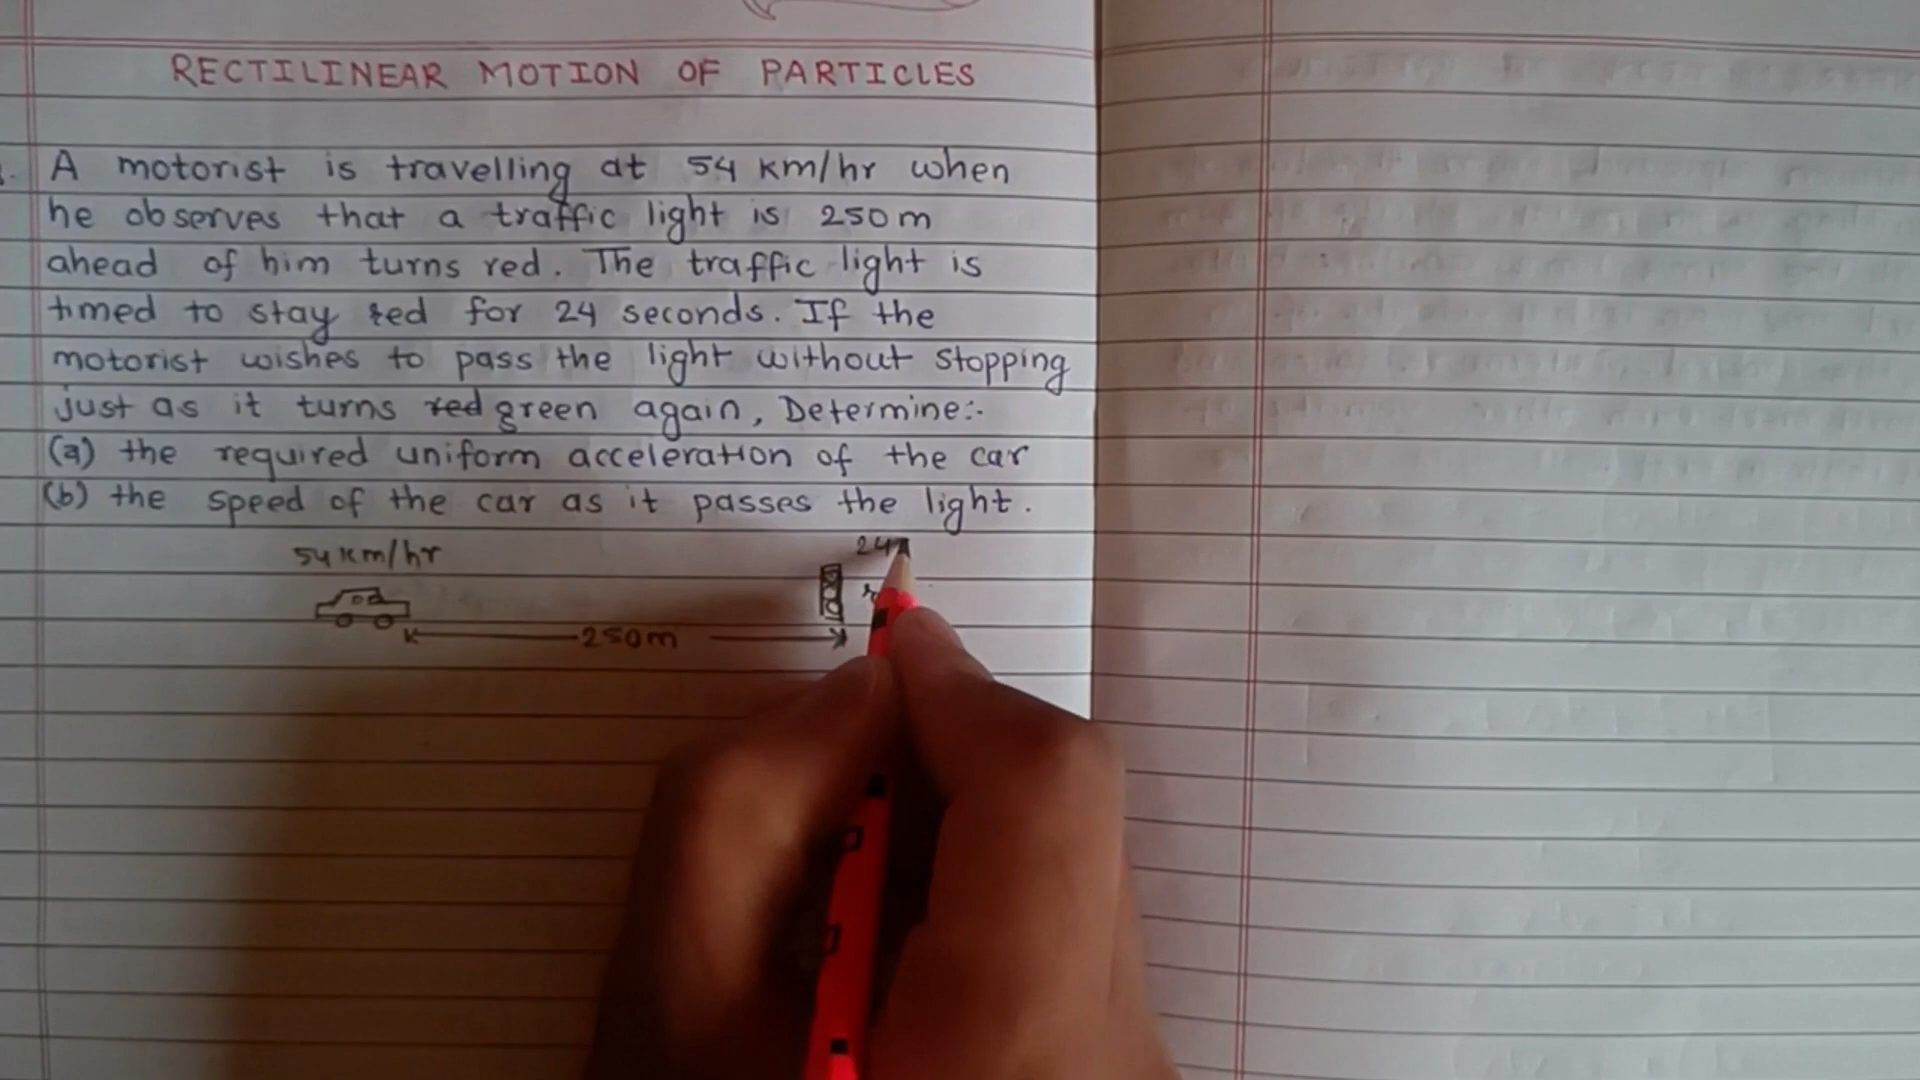 RECTILINEAR MOTION OF PARTICLES
A motorist is travelling at 54 km/hr when
he observes that a traffic light is 250m
ahead of him turns red. The traffic light is
timed to stay red for 24 seconds. If the
motorist wishes to pass the light without stopping
just as it turns red green again, Determine:-
(a) the required uniform acceleration of the car
(b) the speed of the car as it passes the light.
54 km/hr
24
250m